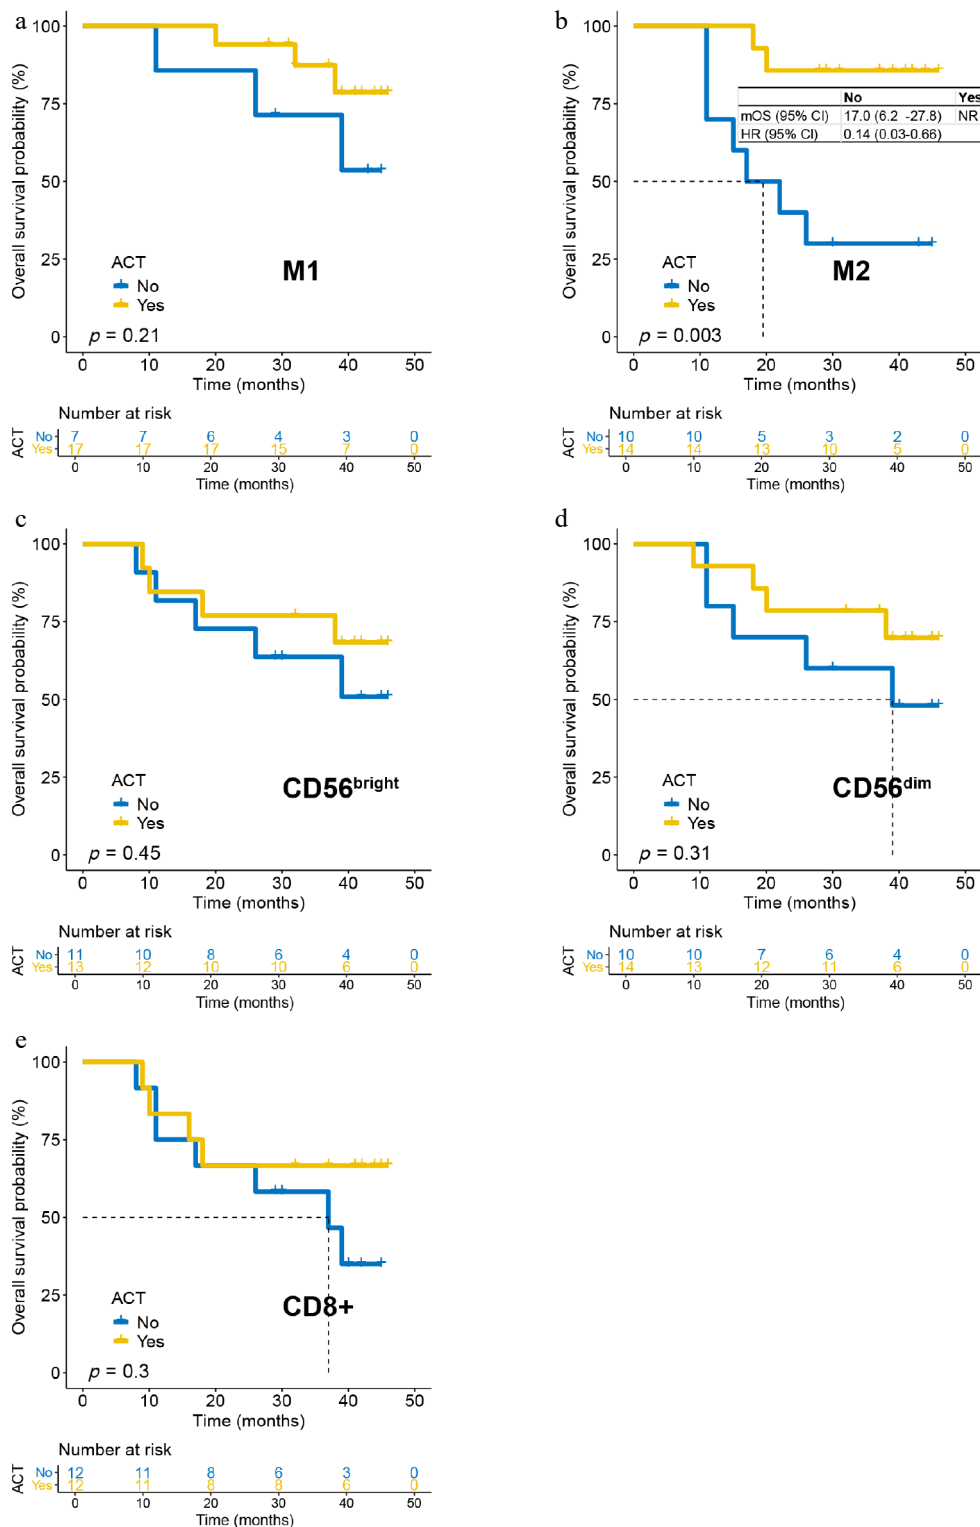 a
Overall survival probability (%)
100
75
50
25
0
ACT
No
Yes
M1
p = 0.21
0 10 20 30 40 50
Time (months)
Number at risk
ACT
No 7 7 6 4 3 0
Yes 17 17 17 15 7 0
0 10 20 30 40 50
Time (months)
b
Overall survival probability (%)
100
75
50
25
0
No Yes
mOS (95% CI) 17.0 (6.2 -27.8) NR
HR (95% CI) 0.14 (0.03-0.66)
ACT
No
Yes
M2
p = 0.003
0 10 20 30 40 50
Time (months)
Number at risk
ACT
No 10 10 5 3 2 0
Yes 14 14 13 10 5 0
0 10 20 30 40 50
Time (months)
c
Overall survival probability (%)
100
75
50
25
0
ACT
No
Yes
CD56bright
p = 0.45
0 10 20 30 40 50
Time (months)
Number at risk
ACT
No 11 10 8 6 4 0
Yes 13 12 10 10 6 0
0 10 20 30 40 50
Time (months)
d
Overall survival probability (%)
100
75
50
25
0
ACT
No
Yes
CD56dim
p = 0.31
0 10 20 30 40 50
Time (months)
Number at risk
ACT
No 10 10 7 6 4 0
Yes 14 13 12 11 6 0
0 10 20 30 40 50
Time (months)
e
Overall survival probability (%)
100
75
50
25
0
ACT
No
Yes
CD8+
p = 0.3
0 10 20 30 40 50
Time (months)
Number at risk
ACT
No 12 11 8 6 3 0
Yes 12 11 8 8 6 0
0 10 20 30 40 50
Time (months)